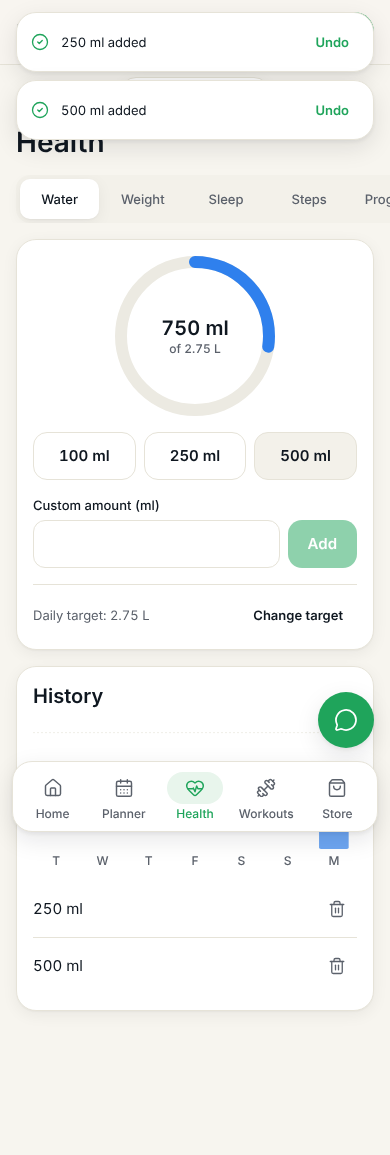 250 ml added Undo
500 ml added Undo
Health
Water Weight Sleep Steps Prog
750 ml
of 2.75 L
100 ml 250 ml 500 ml
Custom amount (ml)
Add
Daily target: 2.75 L Change target
History
Home Planner Health Workouts Store
T W T F S S M
250 ml
500 ml